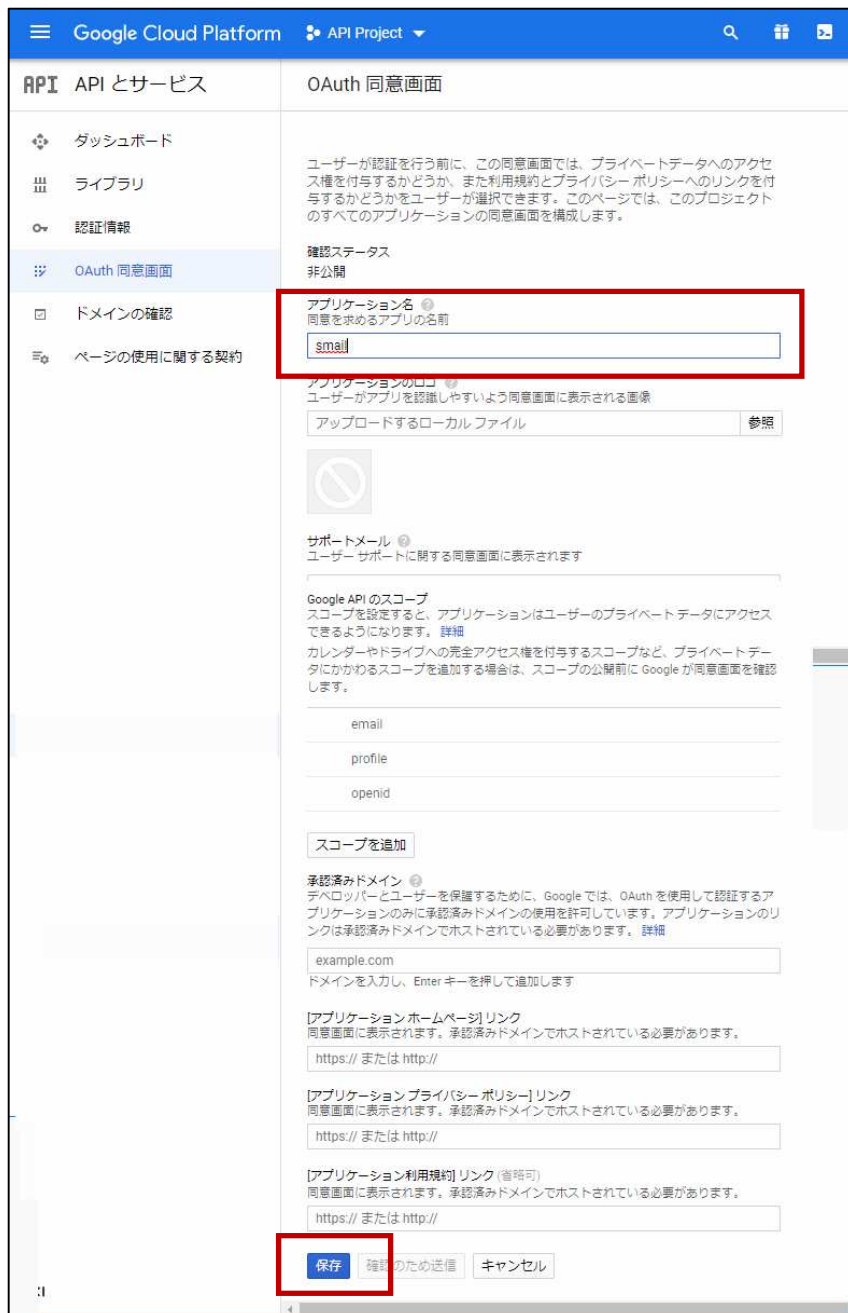 Google Cloud Platform
API Project
API
APIとサービス
OAuth 同意画面
ダッシュボード
ライブラリ
認証情報
OAuth 同意画面
ドメインの確認
ページの使用に関する契約
ユーザーが認証を行う前に、この同意画面では、プライベートデータへのアクセ
ス権を付与するかどうか、また利用規約とプライバシー ポリシーへのリンクを付
与するかどうかをユーザーが選択できます。このページでは、このプロジェクト
のすべてのアプリケーションの同意画面を構成します。
確認ステータス
非公開
アプリケーション名
同意を求めるアプリの名前
smail
アプリケーションのロゴ
ユーザーがアプリを認識しやすいよう同意画面に表示される画像
アップロードするローカル ファイル
参照
サポートメール
ユーザー サポートに関する同意画面に表示されます
Google API のスコープ
スコープを設定すると、アプリケーションはユーザーのプライベート データにアクセス
できるようになります。 詳細
カレンダーやドライブへの完全アクセス権を付与するスコープなど、プライベート デー
タにかかわるスコープを追加する場合は、スコープの公開前に Google が同意画面を確認
します。
email
profile
openid
スコープを追加
承認済みドメイン
デベロッパーとユーザーを保護するために、Google では、OAuth を使用して認証するア
プリケーションのみに承認済みドメインの使用を許可しています。アプリケーションのリ
ンクは承認済みドメインでホストされている必要があります。 詳細
example.com
ドメインを入力し、Enter キーを押して追加します
[アプリケーション ホームページ] リンク
同意画面に表示されます。承認済みドメインでホストされている必要があります。
https:// または http://
[アプリケーション プライバシー ポリシー] リンク
同意画面に表示されます。承認済みドメインでホストされている必要があります。
https:// または http://
[アプリケーション利用規約] リンク (省略可)
同意画面に表示されます。承認済みドメインでホストされている必要があります。
https:// または http://
保存
確認のため送信
キャンセル